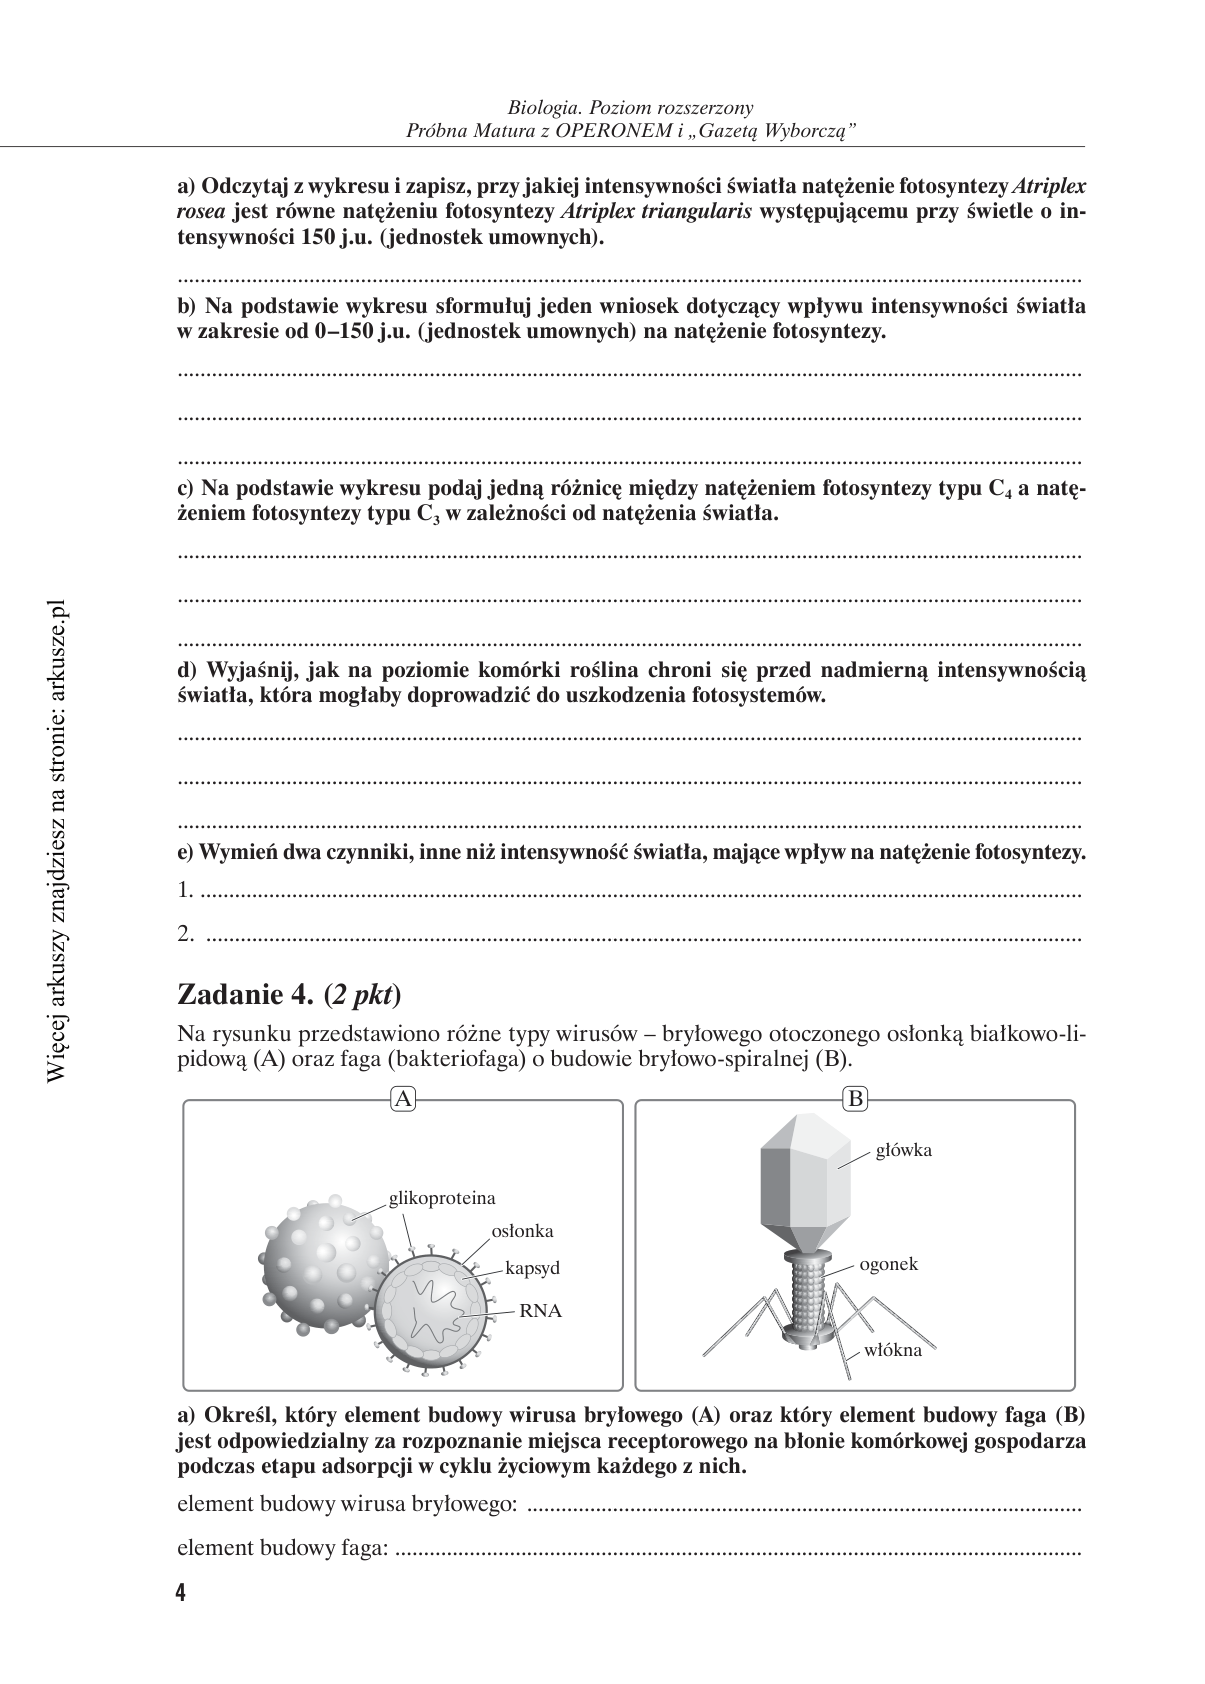 Biologia. Poziom rozszerzony
Próbna Matura z OPERONEM i „Gazetą Wyborczą”
a) Odczytaj z wykresu i zapisz, przy jakiej intensywności światła natężenie fotosyntezy Atriplex
rosea jest równe natężeniu fotosyntezy Atriplex triangularis występującemu przy świetle o in-
tensywności 150 j.u. (jednostek umownych).
b) Na podstawie wykresu sformułuj jeden wniosek dotyczący wpływu intensywności światła
w zakresie od 0–150 j.u. (jednostek umownych) na natężenie fotosyntezy.
c) Na podstawie wykresu podaj jedną różnicę między natężeniem fotosyntezy typu C₄ a natę-
żeniem fotosyntezy typu C₃ w zależności od natężenia światła.
d) Wyjaśnij, jak na poziomie komórki roślina chroni się przed nadmierną intensywnością
światła, która mogłaby doprowadzić do uszkodzenia fotosystemów.
e) Wymień dwa czynniki, inne niż intensywność światła, mające wpływ na natężenie fotosyntezy.
1. ........................................
2. ........................................
Zadanie 4. (2 pkt)
Na rysunku przedstawiono różne typy wirusów – bryłowego otoczonego osłonką białkowo-li-
pidową (A) oraz faga (bakteriofaga) o budowie bryłowo-spiralnej (B).
A
glikoproteina
osłonka
kapsyd
RNA
B
główka
ogonek
włókna
a) Określ, który element budowy wirusa bryłowego (A) oraz który element budowy faga (B)
jest odpowiedzialny za rozpoznanie miejsca receptorowego na błonie komórkowej gospodarza
podczas etapu adsorpcji w cyklu życiowym każdego z nich.
element budowy wirusa bryłowego: ........................................
element budowy faga: ........................................
4
Więcej arkuszy znajdziesz na stronie: arkusze.pl